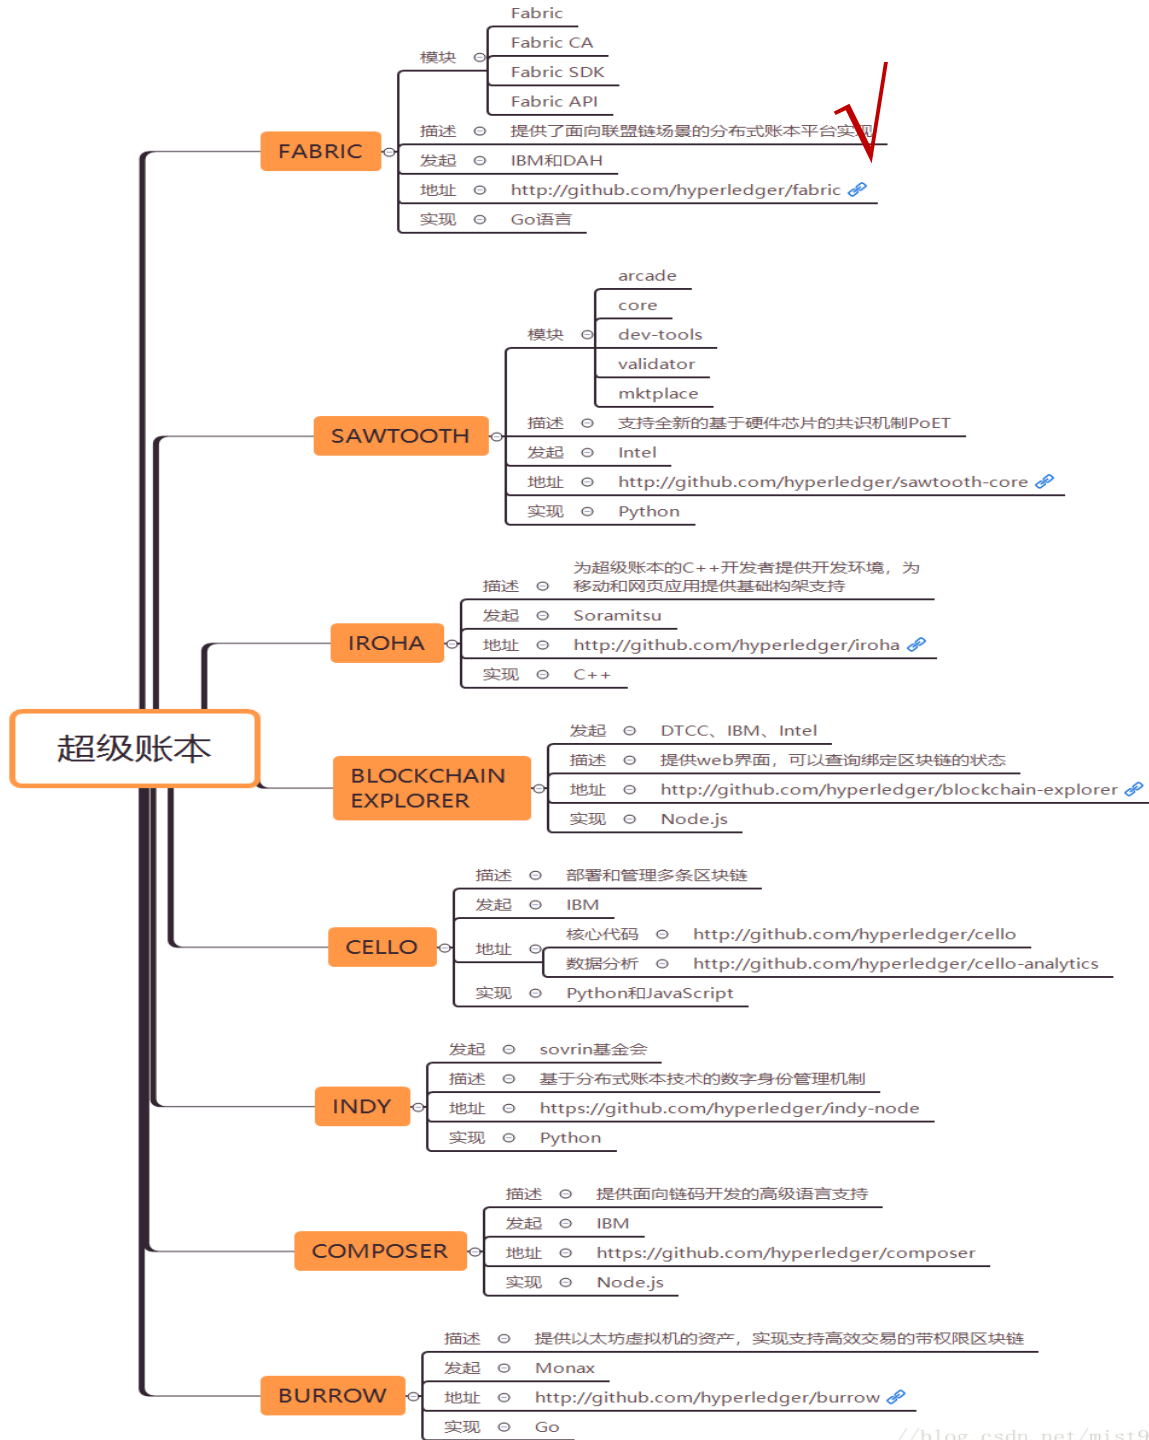 超级账本
FABRIC
模块
Fabric
Fabric CA
Fabric SDK
Fabric API
描述 提供了面向联盟链场景的分布式账本平台实现
发起 IBM和DAH
地址 http://github.com/hyperledger/fabric
实现 Go语言
SAWTOOTH
模块
arcade
core
dev-tools
validator
mktplace
描述 支持全新的基于硬件芯片的共识机制PoET
发起 Intel
地址 http://github.com/hyperledger/sawtooth-core
实现 Python
IROHA
描述 为超级账本的C++开发者提供开发环境，为
移动和网页应用提供基础构架支持
发起 Soramitsu
地址 http://github.com/hyperledger/iroha
实现 C++
BLOCKCHAIN
EXPLORER
发起 DTCC、IBM、Intel
描述 提供web界面，可以查询绑定区块链的状态
地址 http://github.com/hyperledger/blockchain-explorer
实现 Node.js
CELLO
描述 部署和管理多条区块链
发起 IBM
地址
核心代码 http://github.com/hyperledger/cello
数据分析 http://github.com/hyperledger/cello-analytics
实现 Python和JavaScript
INDY
发起 sovrin基金会
描述 基于分布式账本技术的数字身份管理机制
地址 https://github.com/hyperledger/indy-node
实现 Python
COMPOSER
描述 提供面向链码开发的高级语言支持
发起 IBM
地址 https://github.com/hyperledger/composer
实现 Node.js
BURROW
描述 提供以太坊虚拟机的资产，实现支持高效交易的带权限区块链
发起 Monax
地址 http://github.com/hyperledger/burrow
实现 Go
//blog.csdn.net/mist9